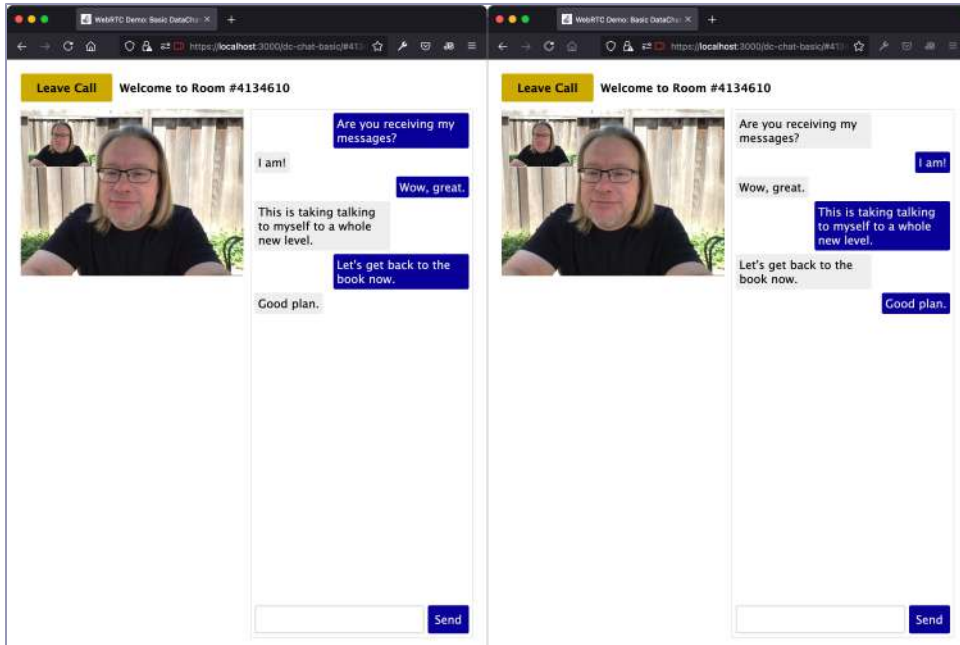 WebRTC Demo: Basic DataCha
https://localhost:3000/dc-chat-basic/#413
Leave Call
Welcome to Room #4134610
Are you receiving my
messages?
I am!
Wow, great.
This is taking talking
to myself to a whole
new level.
Let's get back to the
book now.
Good plan.
Send
WebRTC Demo: Basic DataCha
https://localhost:3000/dc-chat-basic/#41
Leave Call
Welcome to Room #4134610
Are you receiving my
messages?
I am!
Wow, great.
This is taking talking
to myself to a whole
new level.
Let's get back to the
book now.
Good plan.
Send